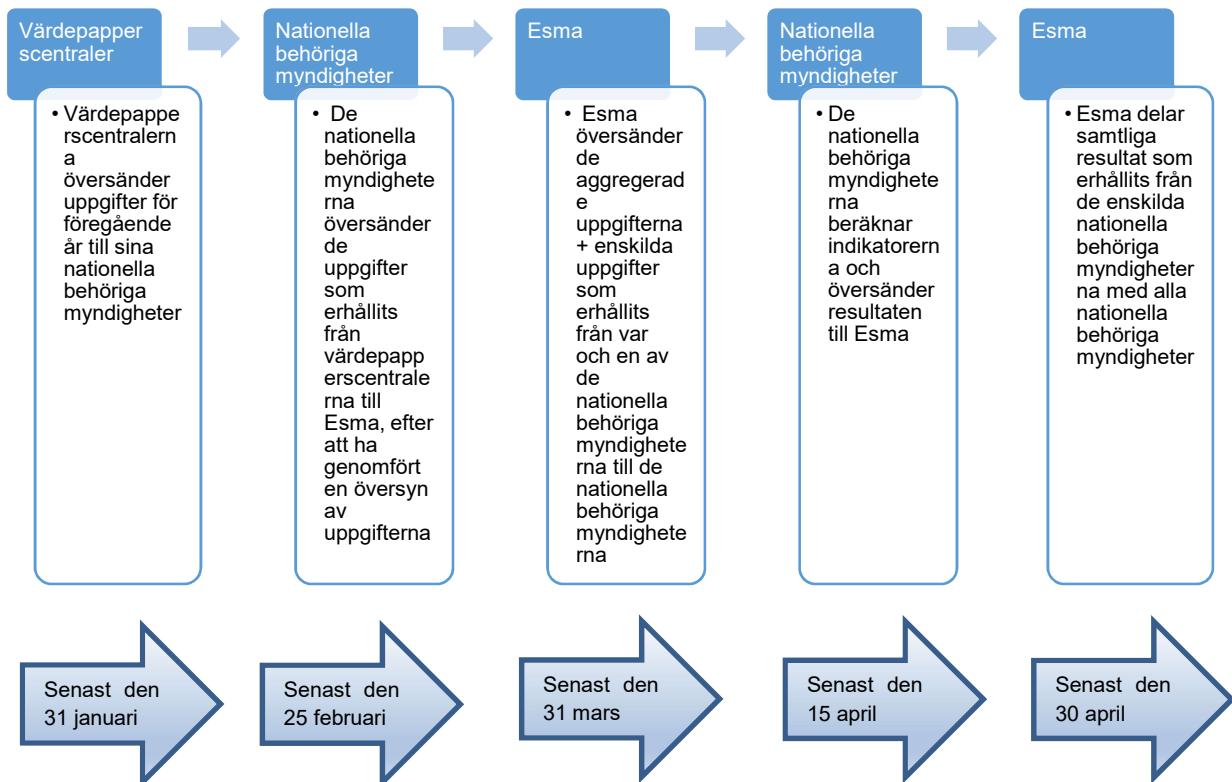 Värdepapper
scentraler
• Värdepappe
rscentralern
a
översänder
uppgifter för
föregående
år till sina
nationella
behöriga
myndigheter
Senast den
31 januari
Nationella
behöriga
myndigheter
• De
nationella
behöriga
myndighete
rna
översänder
de
uppgifter
som
erhållits
från
värdepapp
erscentrale
rna till
Esma, efter
att ha
genomfört
en översyn
av
uppgifterna
Senast den
25 februari
Esma
• Esma
översänder
de
aggregerad
e
uppgifterna
+ enskilda
uppgifter
som
erhållits
från var
och en av
de
nationella
behöriga
myndighete
rna till de
nationella
behöriga
myndighete
rna
Senast den
31 mars
Nationella
behöriga
myndigheter
• De
nationella
behöriga
myndighete
rna
beräknar
indikatorern
a och
översänder
resultaten
till Esma
Senast den
15 april
Esma
• Esma delar
samtliga
resultat som
erhållits från
de enskilda
nationella
behöriga
myndigheter
na med alla
nationella
behöriga
myndigheter
Senast den
30 april